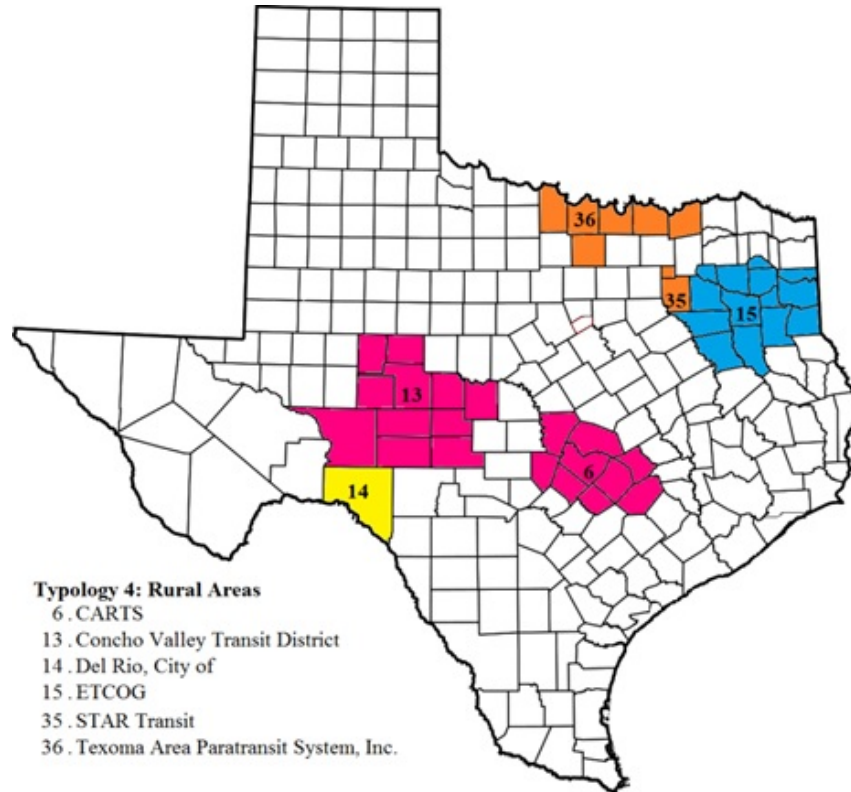 36
35
15
13
6
14
Typology 4: Rural Areas
6 . CARTS
13 . Concho Valley Transit District
14 . Del Rio, City of
15 . ETCOG
35 . STAR Transit
36 . Texoma Area Paratransit System, Inc.